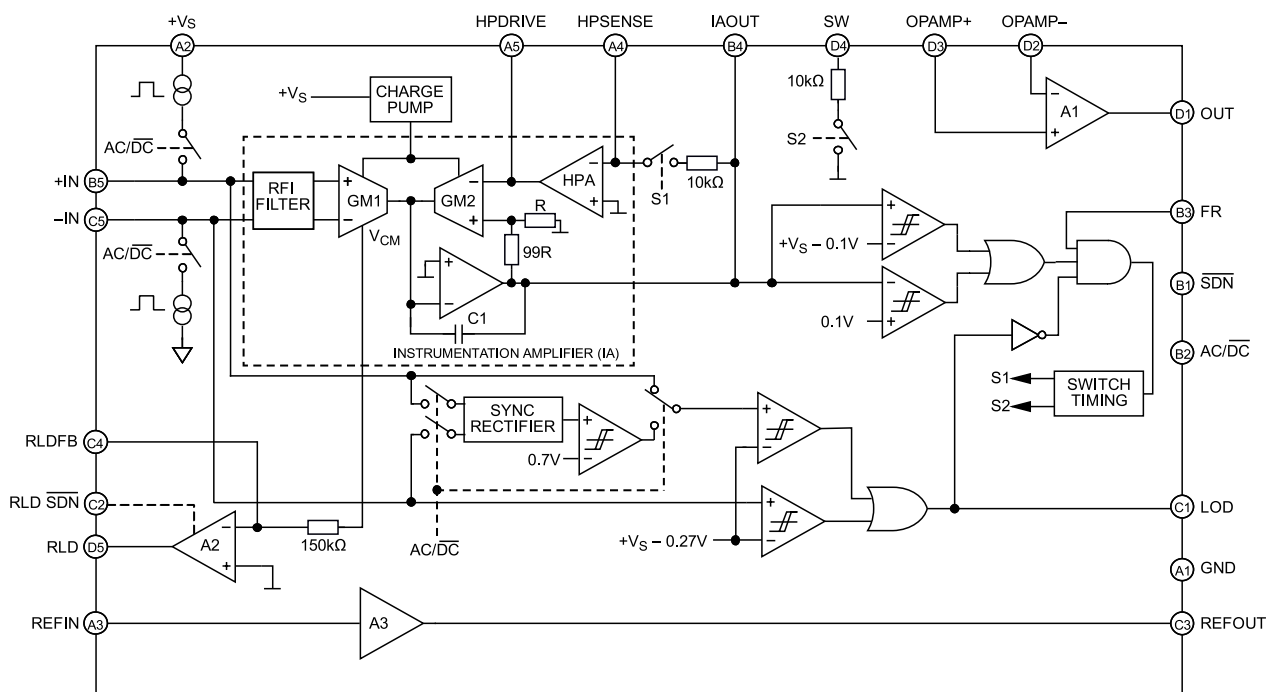 +VS
HPDRIVE
HPSENSE
IAOUT
SW
OPAMP+
OPAMP–
A2
A5
A4
B4
D4
D3
D2
10kΩ
+VS
CHARGE
PUMP
–
A1
+
D1
OUT
AC/DC
S2
+IN
B5
RFI
FILTER
+
–
GM1
GM2
–
+
HPA
–
+
S1
10kΩ
–IN
C5
R
AC/DC
VCM
99R
+
–
+VS – 0.1V
B3
FR
+
–
C1
–
+
0.1V
B1
SDN
INSTRUMENTATION AMPLIFIER (IA)
B2
AC/DC
S1
S2
SWITCH
TIMING
SYNC
RECTIFIER
+
–
0.7V
+
–
RLDFB
C4
RLD SDN
C2
+
–
C1
LOD
RLD
D5
A2
–
+
150kΩ
AC/DC
+VS – 0.27V
A1
GND
REFIN
A3
A3
C3
REFOUT